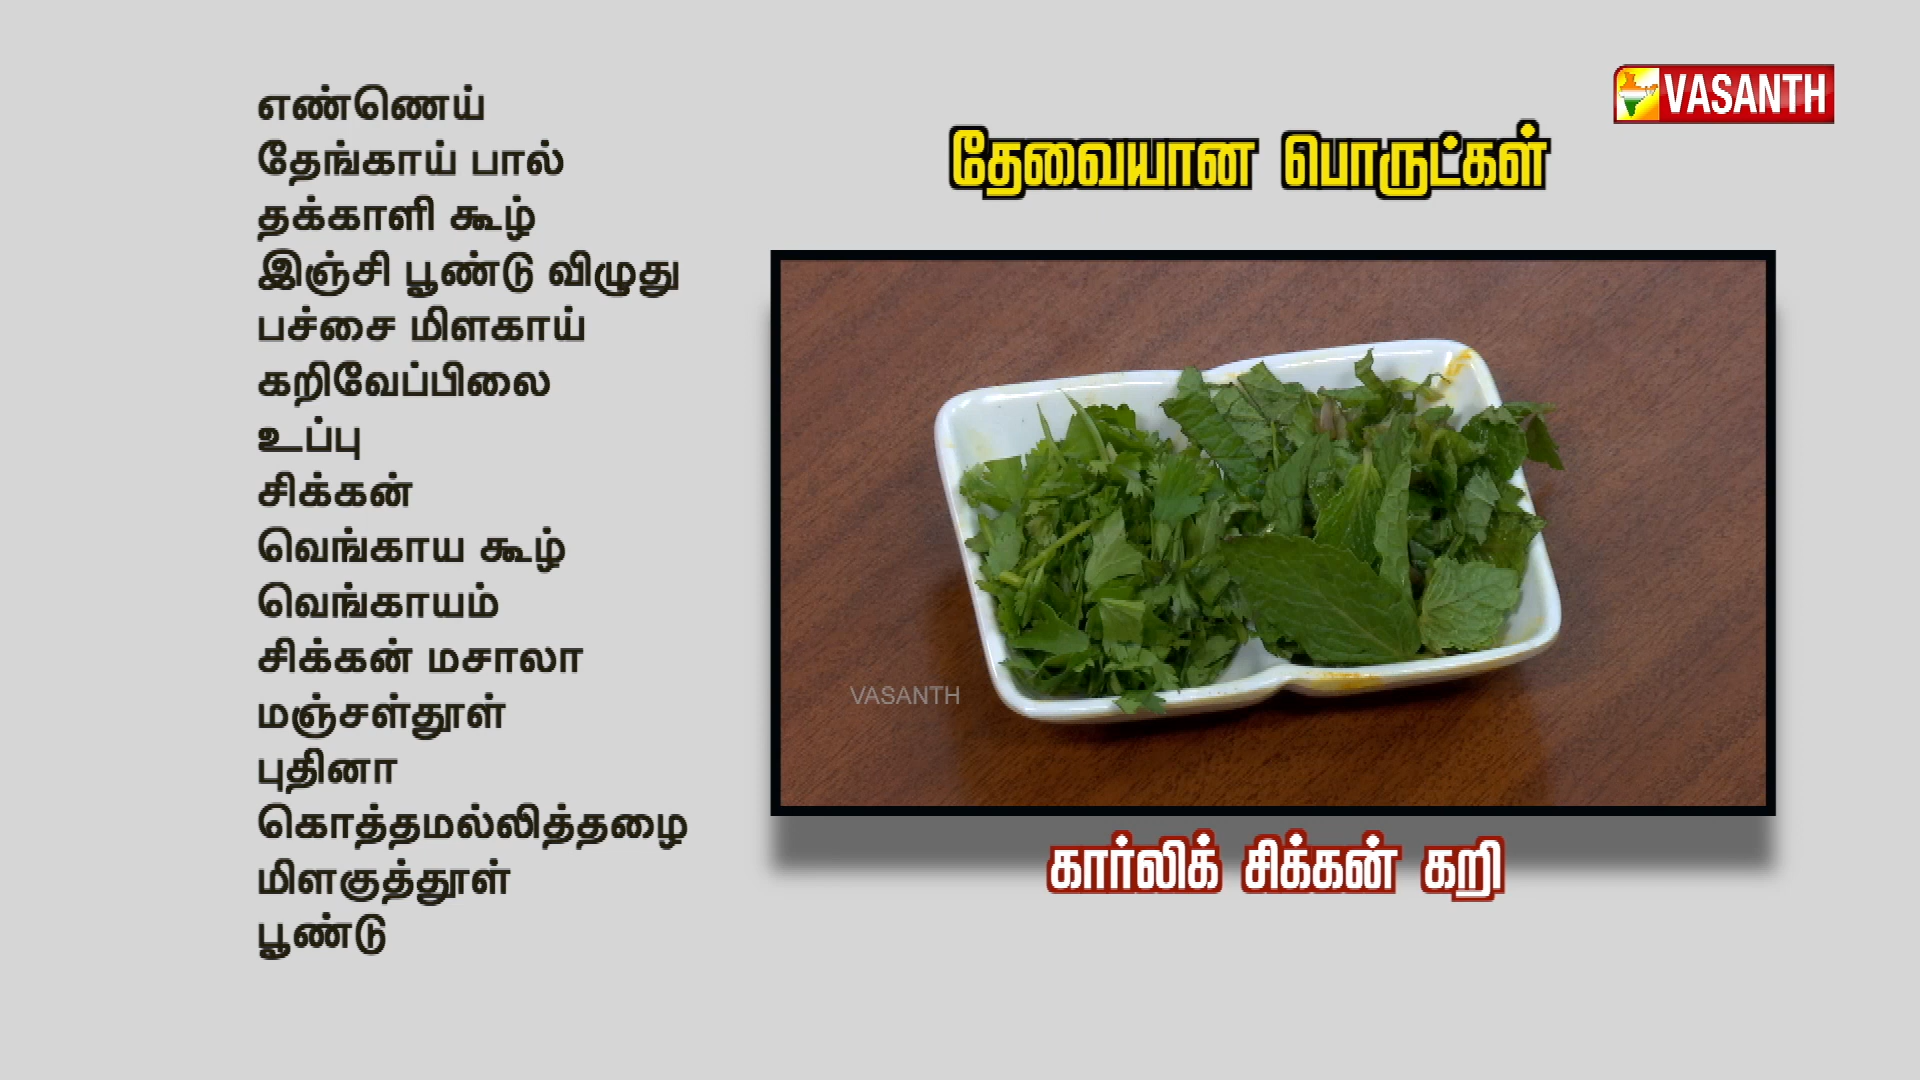 எண்ணெய்
தேங்காய் பால்
தக்காளி கூழ்
இஞ்சி பூண்டு விழுது
பச்சை மிளகாய்
கறிவேப்பிலை
உப்பு
சிக்கன்
வெங்காய கூழ்
வெங்காயம்
சிக்கன் மசாலா
மஞ்சள்தூள்
புதினா
கொத்தமல்லித்தழை
மிளகுத்தூள்
பூண்டு
VASANTH
தேவையான பொருட்கள்
VASANTH
கார்லிக் சிக்கன் கறி